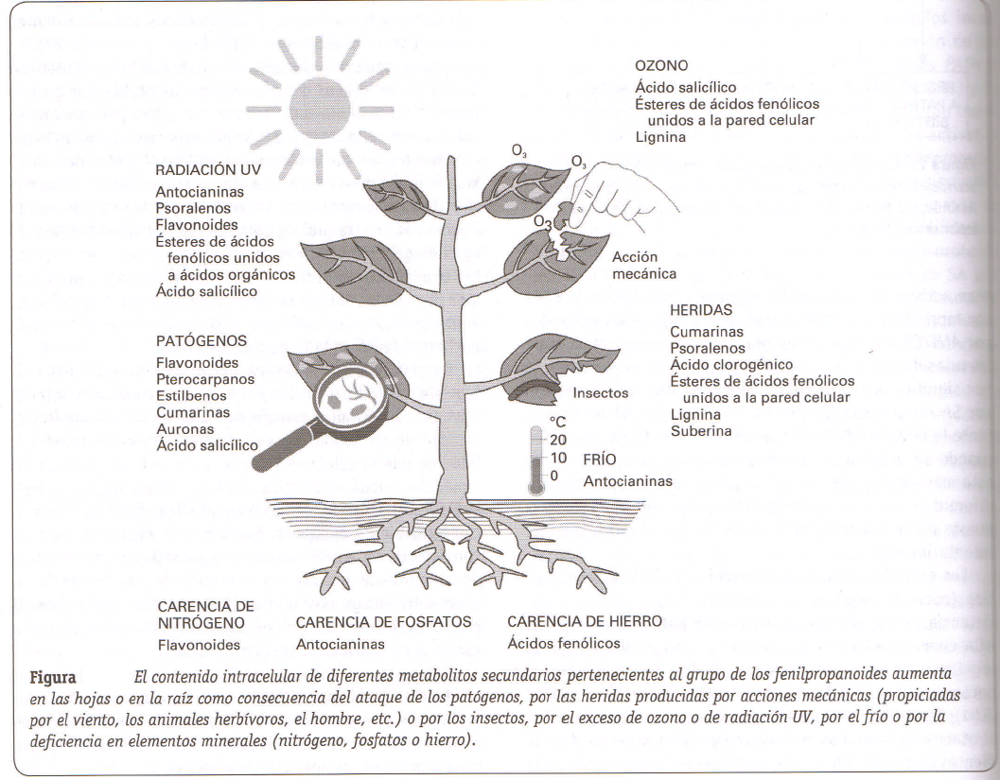 OZONO
Ácido salicílico
Ésteres de ácidos fenólicos
unidos a la pared celular
Lignina
O₃
O₃
O₃
RADIACIÓN UV
Antocianinas
Psoralenos
Flavonoides
Ésteres de ácidos
fenólicos unidos
a ácidos orgánicos
Ácido salicílico
Acción
mecánica
HERIDAS
Cumarinas
Psoralenos
Ácido clorogénico
Ésteres de ácidos fenólicos
unidos a la pared celular
Lignina
Suberina
PATÓGENOS
Flavonoides
Pterocarpanos
Estilbenos
Cumarinas
Auronas
Ácido salicílico
Insectos
°C
20
10
0
FRÍO
Antocianinas
CARENCIA DE
NITRÓGENO
Flavonoides
CARENCIA DE FOSFATOS
Antocianinas
CARENCIA DE HIERRO
Ácidos fenólicos
Figura El contenido intracelular de diferentes metabolitos secundarios pertenecientes al grupo de los fenilpropanoides aumenta
en las hojas o en la raíz como consecuencia del ataque de los patógenos, por las heridas producidas por acciones mecánicas (propiciadas
por el viento, los animales herbívoros, el hombre, etc.) o por los insectos, por el exceso de ozono o de radiación UV, por el frío o por la
deficiencia en elementos minerales (nitrógeno, fosfatos o hierro).